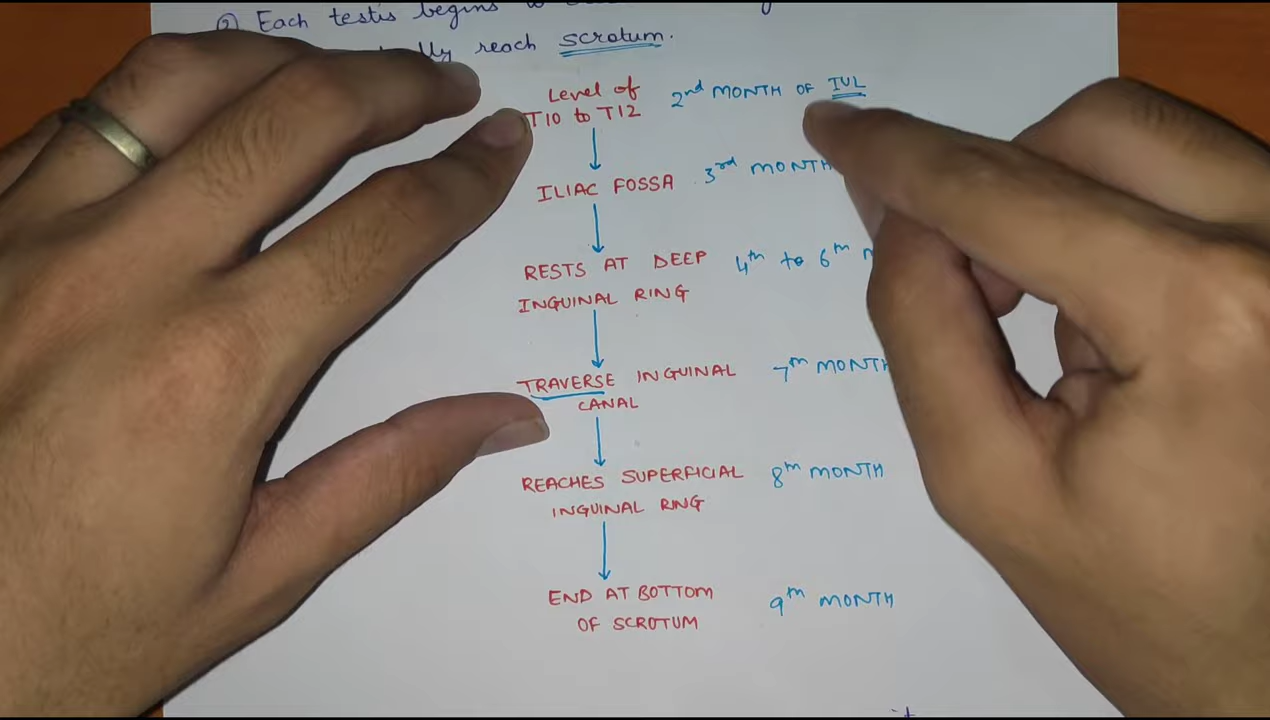 ② Each testis begins
reach scrotum.
Level of 2nd MONTH OF IUL
T10 to T12
ILIAC FOSSA 3rd MONTH
RESTS AT DEEP 4th to 6th
INGUINAL RING
TRAVERSE INGUINAL 7th MONTH
CANAL
REACHES SUPERFICIAL 8th MONTH
INGUINAL RING
END AT BOTTOM 9th MONTH
OF SCROTUM